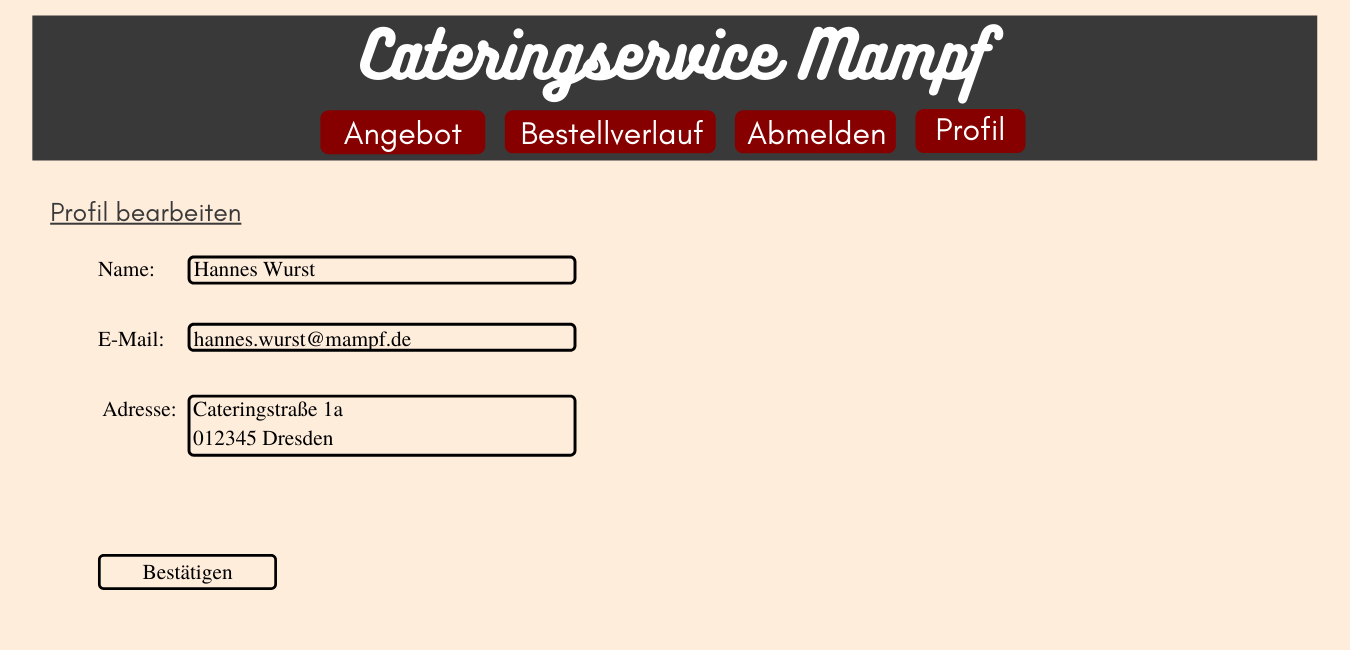 Cateringservice Mampf
Angebot Bestellverlauf Abmelden Profil
Profil bearbeiten
Name: Hannes Wurst
E-Mail: hannes.wurst@mampf.de
Adresse: Cateringstraße 1a
012345 Dresden
Bestätigen